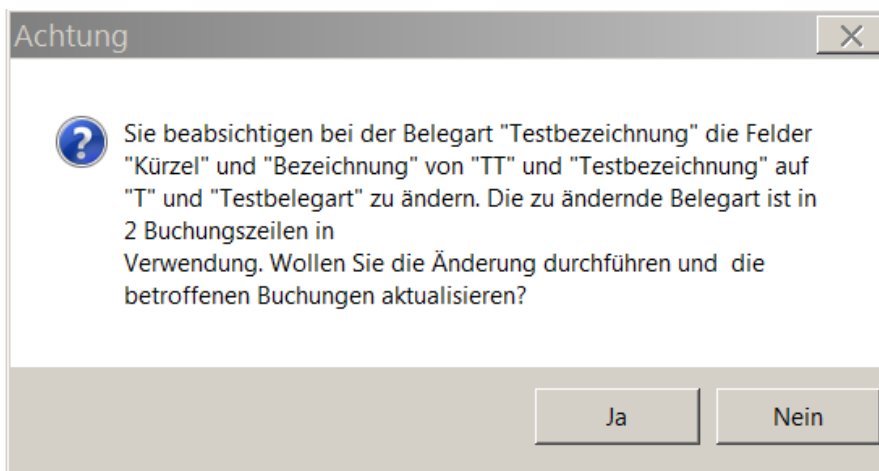 Achtung
Sie beabsichtigen bei der Belegart "Testbezeichnung" die Felder
"Kürzel" und "Bezeichnung" von "TT" und "Testbezeichnung" auf
"T" und "Testbelegart" zu ändern. Die zu ändernde Belegart ist in
2 Buchungszeilen in
Verwendung. Wollen Sie die Änderung durchführen und  die
betroffenen Buchungen aktualisieren?
Ja
Nein